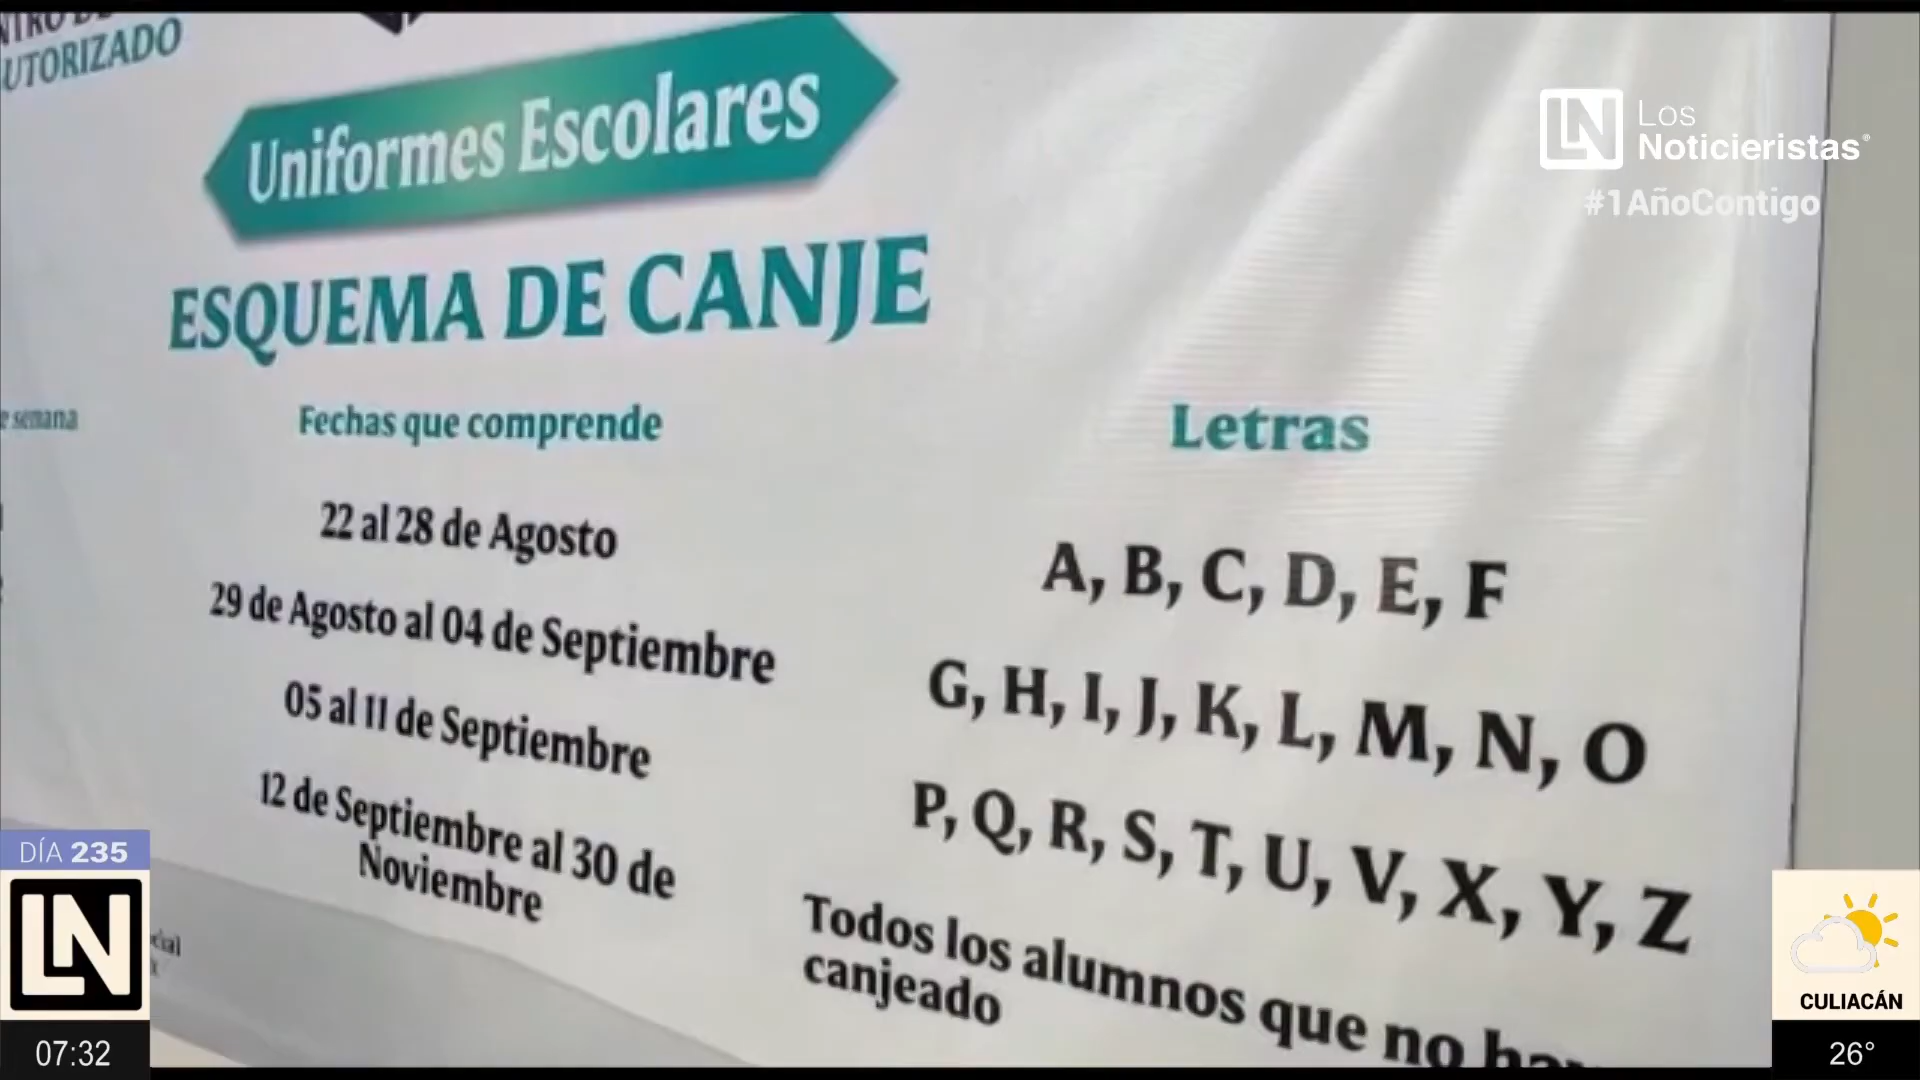 UTORIZADO
Uniformes Escolares
ESQUEMA DE CANJE
semana
Fechas que comprende
Letras
22 al 28 de Agosto
A, B, C, D, E, F
29 de Agosto al 04 de Septiembre
G, H, I, J, K, L, M, N, O
05 al 11 de Septiembre
P, Q, R, S, T, U, V, X, Y, Z
12 de Septiembre al 30 de
Noviembre
Todos los alumnos que no
canjeado
LN Los
Noticieristas
#1AñoContigo
DÍA 235
LN
07:32
CULIACÁN
26°